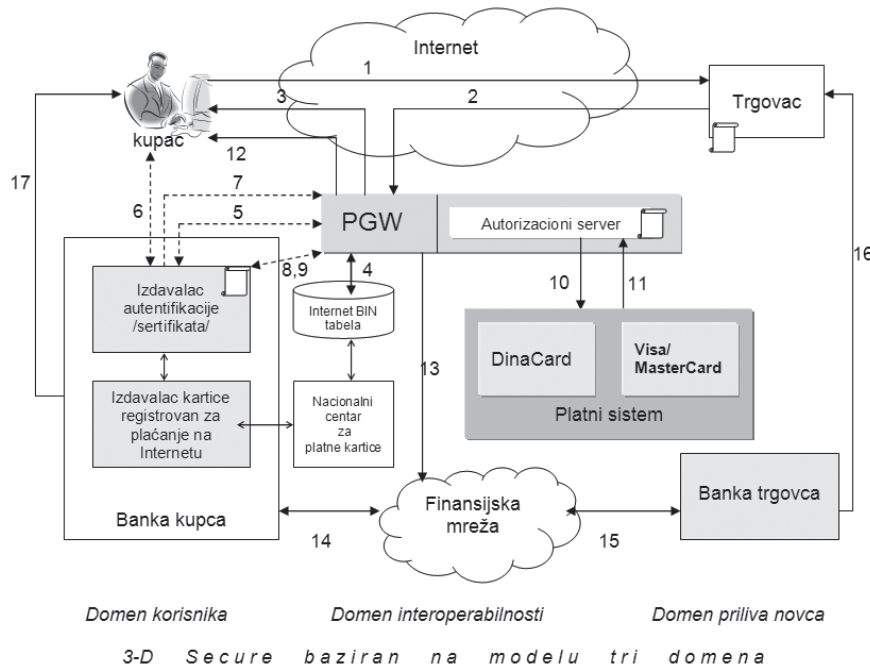 Internet
1
3
2
Trgovac
kupac
12
17
7
6
5
PGW
Autorizacioni server
16
8,9
4
10
11
Izdavalac
autentifikacije
/sertifikata/
Internet BIN
tabela
DinaCard
Visa/
MasterCard
13
Izdavalac kartice
registrovan za
plaćanje na
Internetu
Nacionalni
centar
za
platne kartice
Platni sistem
Banka kupca
Finansijska
mreža
Banka trgovca
14
15
Domen korisnika
Domen interoperabilnosti
Domen priliva novca
3-D Secure baziran na modelu tri domena